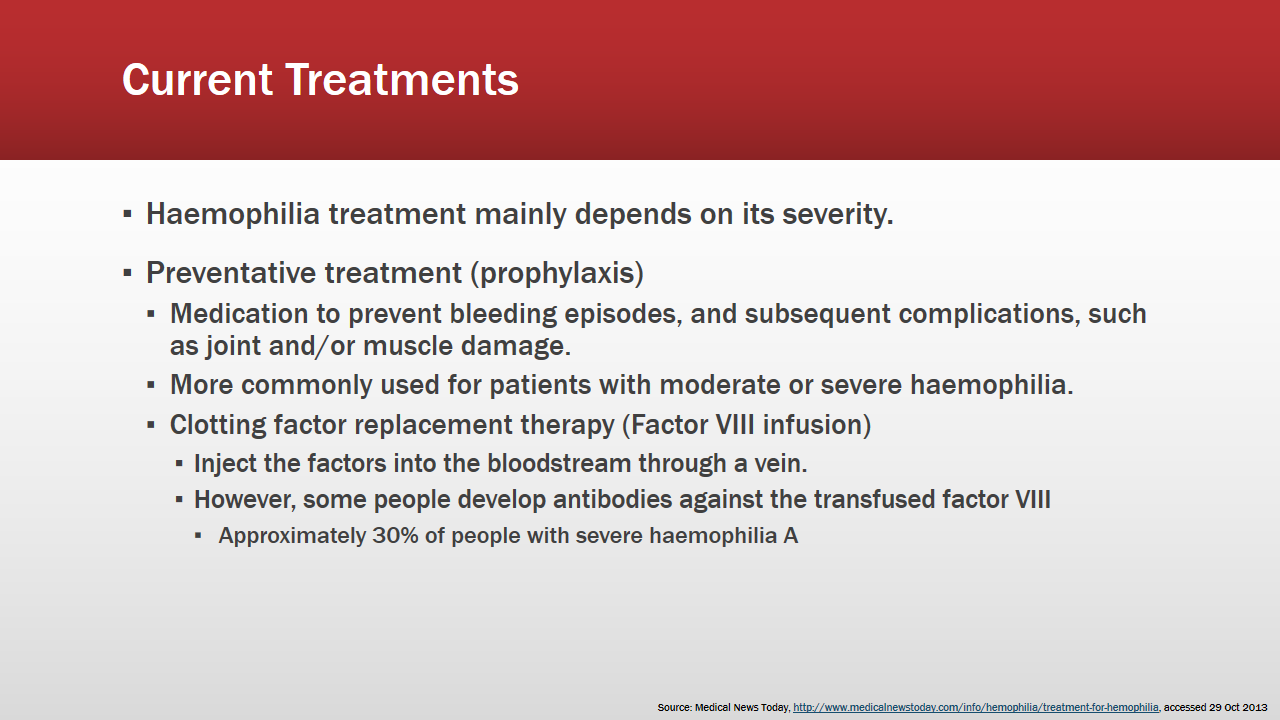 Current Treatments
▪ Haemophilia treatment mainly depends on its severity.
▪ Preventative treatment (prophylaxis)
▪ Medication to prevent bleeding episodes, and subsequent complications, such
as joint and/or muscle damage.
▪ More commonly used for patients with moderate or severe haemophilia.
▪ Clotting factor replacement therapy (Factor VIII infusion)
▪ Inject the factors into the bloodstream through a vein.
▪ However, some people develop antibodies against the transfused factor VIII
▪ Approximately 30% of people with severe haemophilia A
Source: Medical News Today, http://www.medicalnewstoday.com/info/hemophilia/treatment-for-hemophilia, accessed 29 Oct 2013